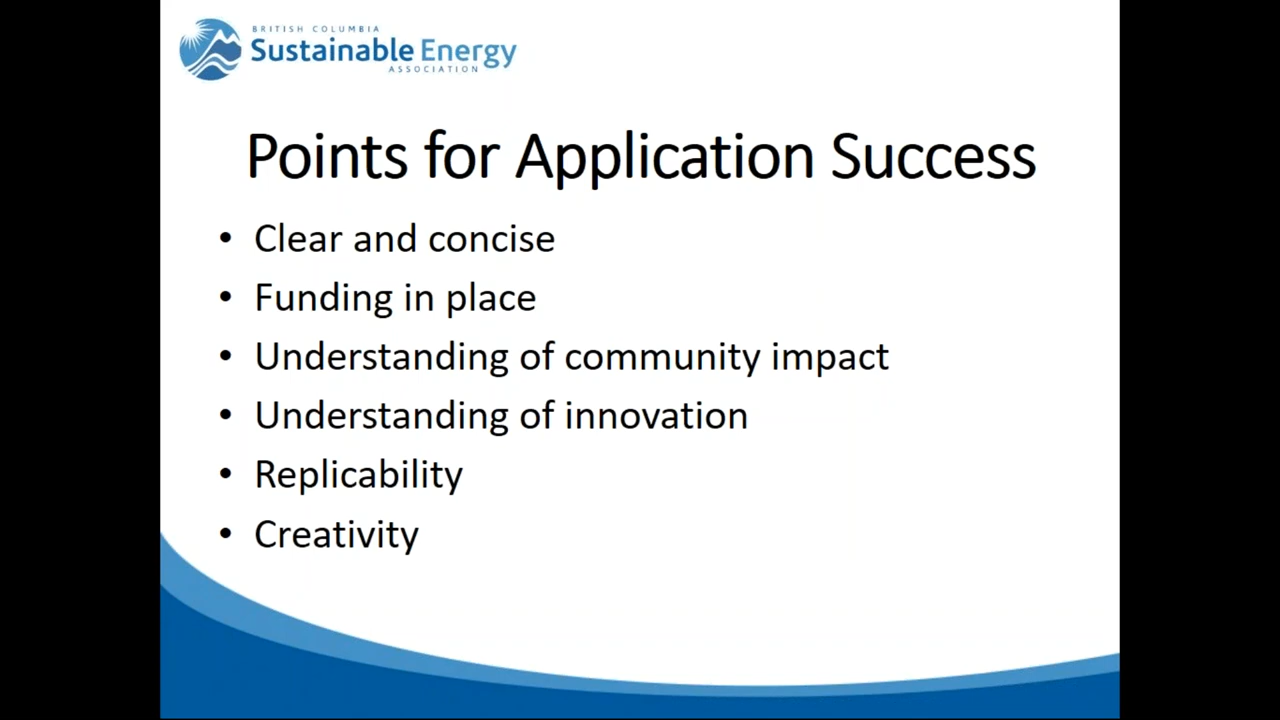 BRITISH COLUMBIA
Sustainable Energy
ASSOCIATION
Points for Application Success
• Clear and concise
• Funding in place
• Understanding of community impact
• Understanding of innovation
• Replicability
• Creativity